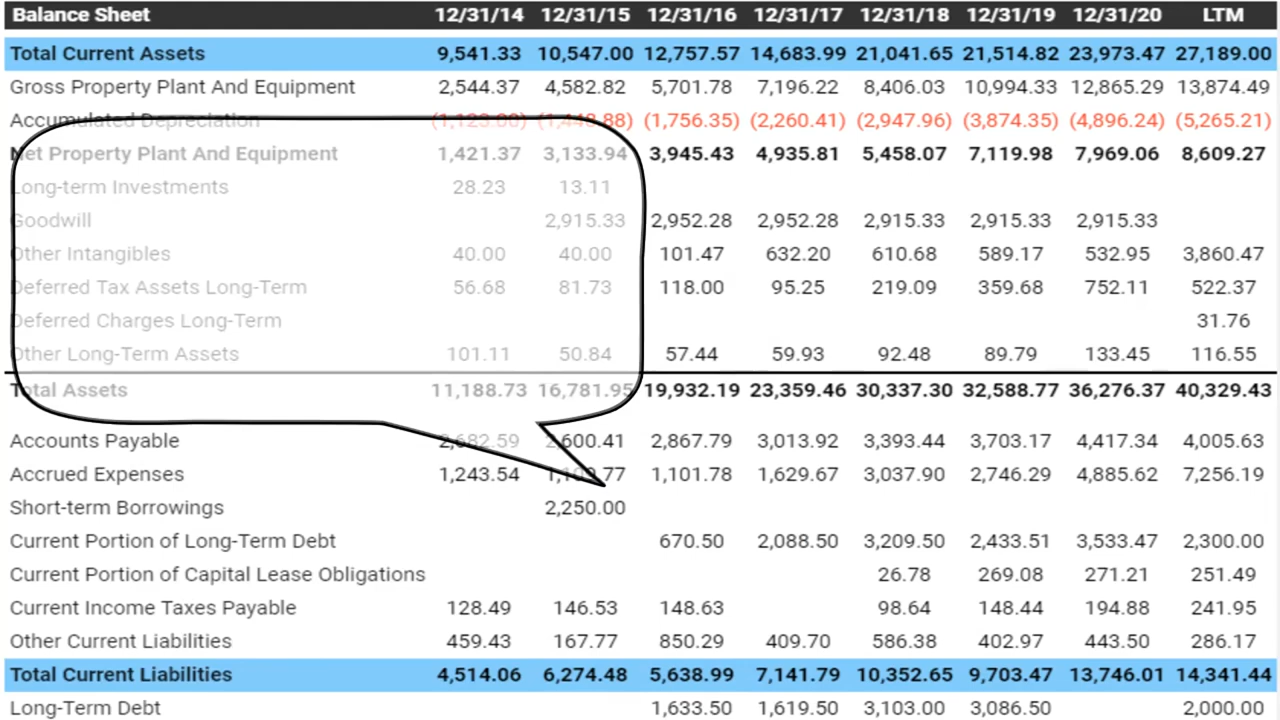 Balance Sheet 12/31/14 12/31/15 12/31/16 12/31/17 12/31/18 12/31/19 12/31/20 LTM
Total Current Assets 9,541.33 10,547.00 12,757.57 14,683.99 21,041.65 21,514.82 23,973.47 27,189.00
Gross Property Plant And Equipment 2,544.37 4,582.82 5,701.78 7,196.22 8,406.03 10,994.33 12,865.29 13,874.49
Accumulated Depreciation (1,123.00) (1,448.88) (1,756.35) (2,260.41) (2,947.96) (3,874.35) (4,896.24) (5,265.21)
Net Property Plant And Equipment 1,421.37 3,133.94 3,945.43 4,935.81 5,458.07 7,119.98 7,969.06 8,609.27
Long-term Investments 28.23 13.11
Goodwill 2,915.33 2,952.28 2,952.28 2,915.33 2,915.33 2,915.33
Other Intangibles 40.00 40.00 101.47 632.20 610.68 589.17 532.95 3,860.47
Deferred Tax Assets Long-Term 56.68 81.73 118.00 95.25 219.09 359.68 752.11 522.37
Deferred Charges Long-Term 31.76
Other Long-Term Assets 101.11 50.84 57.44 59.93 92.48 89.79 133.45 116.55
Total Assets 11,188.73 16,781.95 19,932.19 23,359.46 30,337.30 32,588.77 36,276.37 40,329.43
Accounts Payable 2,682.59 2,600.41 2,867.79 3,013.92 3,393.44 3,703.17 4,417.34 4,005.63
Accrued Expenses 1,243.54 1,101.78 1,629.67 3,037.90 2,746.29 4,885.62 7,256.19
Short-term Borrowings 2,250.00
Current Portion of Long-Term Debt 670.50 2,088.50 3,209.50 2,433.51 3,533.47 2,300.00
Current Portion of Capital Lease Obligations 26.78 269.08 271.21 251.49
Current Income Taxes Payable 128.49 146.53 148.63 98.64 148.44 194.88 241.95
Other Current Liabilities 459.43 167.77 850.29 409.70 586.38 402.97 443.50 286.17
Total Current Liabilities 4,514.06 6,274.48 5,638.99 7,141.79 10,352.65 9,703.47 13,746.01 14,341.44
Long-Term Debt 1,633.50 1,619.50 3,103.00 3,086.50 2,000.00